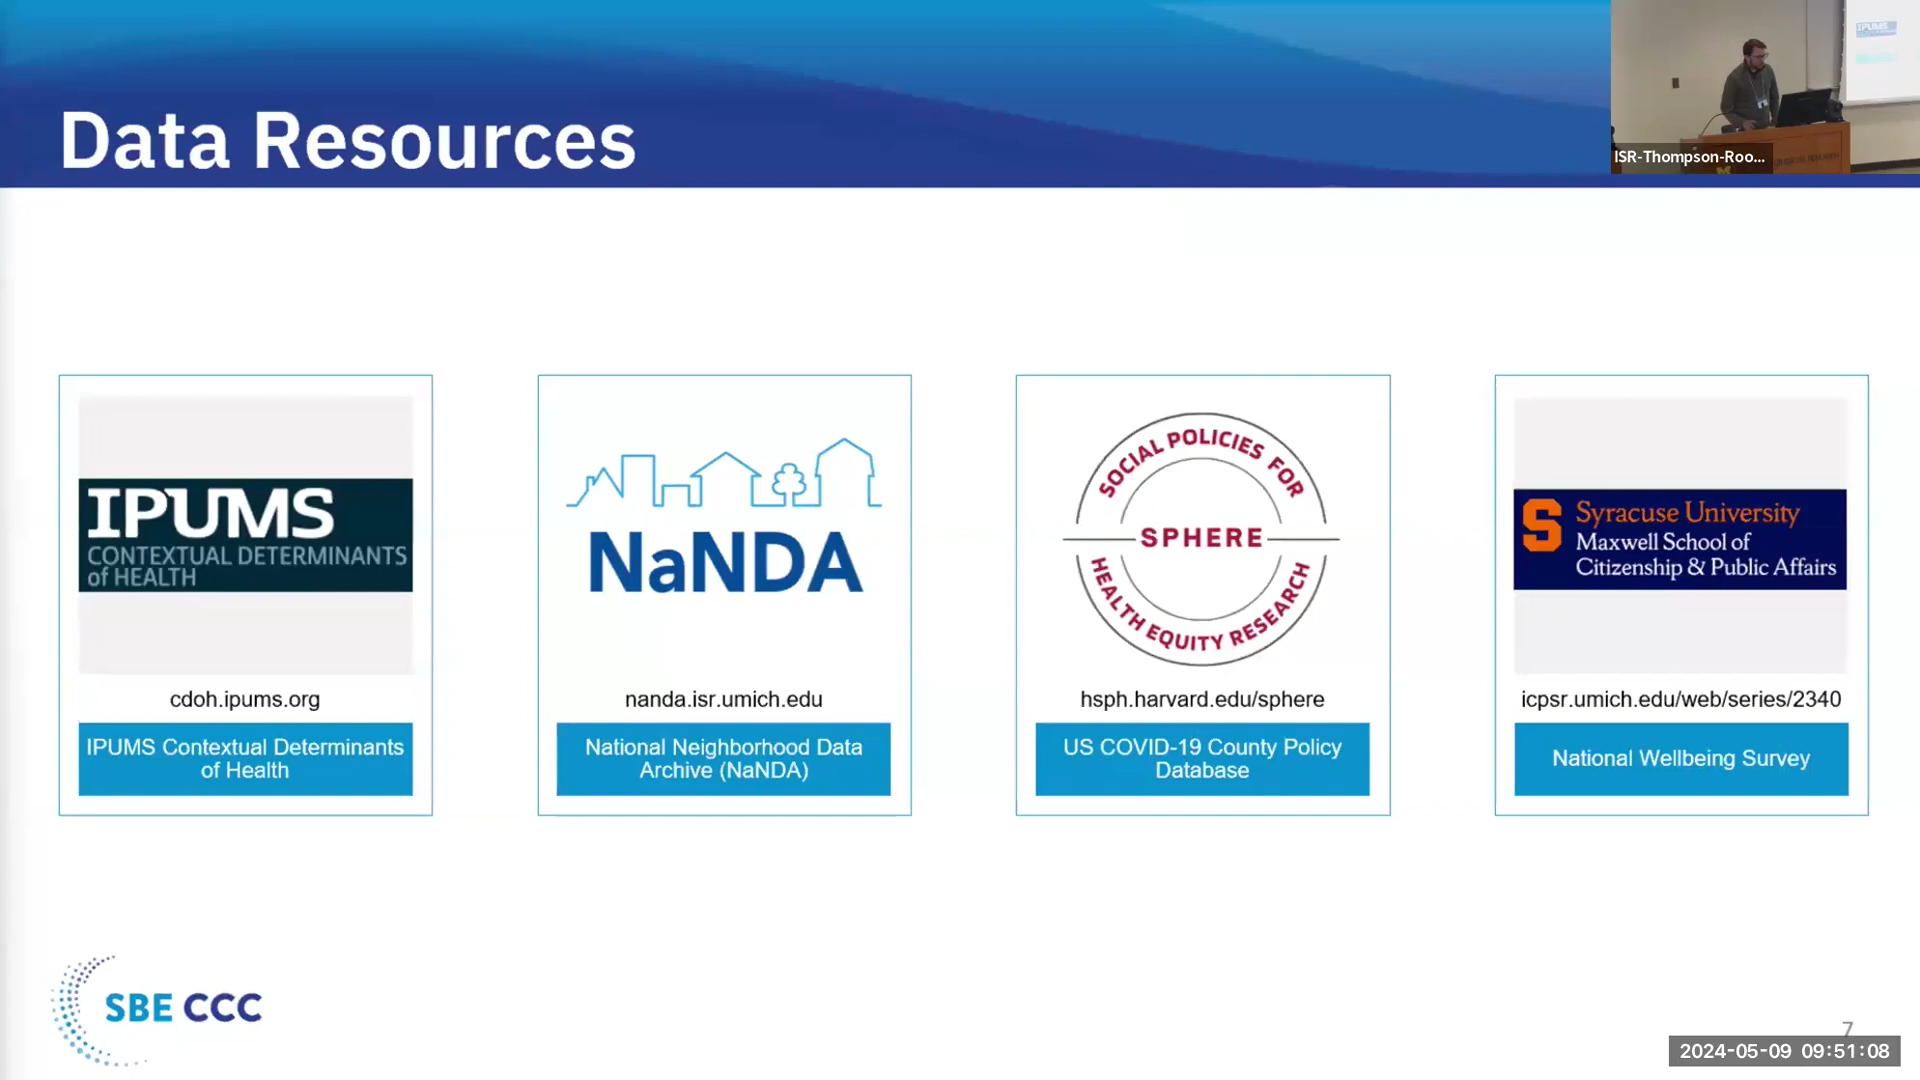 Data Resources
ISR-Thompson-Roo...
IPUMS
CONTEXTUAL DETERMINANTS
of HEALTH
cdoh.ipums.org
IPUMS Contextual Determinants
of Health
NaNDA
nanda.isr.umich.edu
National Neighborhood Data
Archive (NaNDA)
SOCIAL POLICIES FOR
SPHERE
HEALTH EQUITY RESEARCH
hsph.harvard.edu/sphere
US COVID-19 County Policy
Database
S
Syracuse University
Maxwell School of
Citizenship & Public Affairs
icpsr.umich.edu/web/series/2340
National Wellbeing Survey
SBE CCC
7
2024-05-09 09:51:08